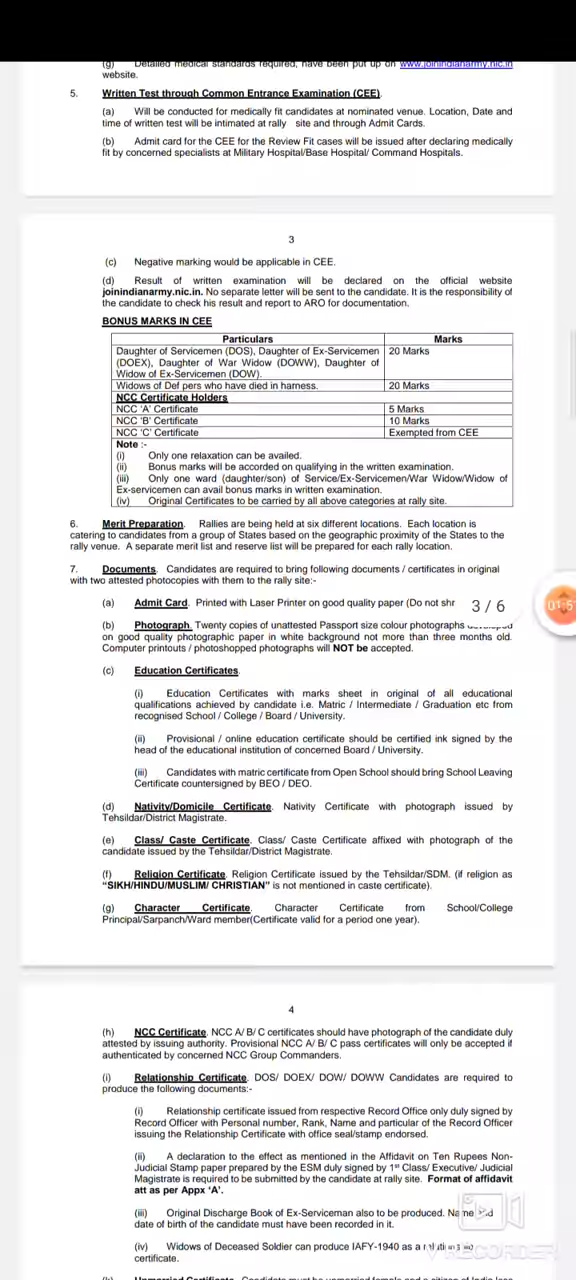 (g) Detailed medical standards required, have been put up on www.joinindianarmy.nic.in
website.
5. Written Test through Common Entrance Examination (CEE).
(a) Will be conducted for medically fit candidates at nominated venue. Location, Date and
time of written test will be intimated at rally site and through Admit Cards.
(b) Admit card for the CEE for the Review Fit cases will be issued after declaring medically
fit by concerned specialists at Military Hospital/Base Hospital/ Command Hospitals.
3
(c) Negative marking would be applicable in CEE.
(d) Result of written examination will be declared on the official website
joinindianarmy.nic.in. No separate letter will be sent to the candidate. It is the responsibility of
the candidate to check his result and report to ARO for documentation.
BONUS MARKS IN CEE
Particulars Marks
Daughter of Servicemen (DOS), Daughter of Ex-Servicemen 20 Marks
(DOEX), Daughter of War Widow (DOWW), Daughter of
Widow of Ex-Servicemen (DOW).
Widows of Def pers who have died in harness. 20 Marks
NCC Certificate Holders
NCC 'A' Certificate 5 Marks
NCC 'B' Certificate 10 Marks
NCC 'C' Certificate Exempted from CEE
Note :-
(i) Only one relaxation can be availed.
(ii) Bonus marks will be accorded on qualifying in the written examination.
(iii) Only one ward (daughter/son) of Service/Ex-Servicemen/War Widow/Widow of
Ex-servicemen can avail bonus marks in written examination.
(iv) Original Certificates to be carried by all above categories at rally site.
6. Merit Preparation. Rallies are being held at six different locations. Each location is
catering to candidates from a group of States based on the geographic proximity of the States to the
rally venue. A separate merit list and reserve list will be prepared for each rally location.
7. Documents. Candidates are required to bring following documents / certificates in original
with two attested photocopies with them to the rally site:-
(a) Admit Card. Printed with Laser Printer on good quality paper (Do not shr
3 / 6
01:5
(b) Photograph. Twenty copies of unattested Passport size colour photographs developed
on good quality photographic paper in white background not more than three months old.
Computer printouts / photoshopped photographs will NOT be accepted.
(c) Education Certificates.
(i) Education Certificates with marks sheet in original of all educational
qualifications achieved by candidate i.e. Matric / Intermediate / Graduation etc from
recognised School / College / Board / University.
(ii) Provisional / online education certificate should be certified ink signed by the
head of the educational institution of concerned Board / University.
(iii) Candidates with matric certificate from Open School should bring School Leaving
Certificate countersigned by BEO / DEO.
(d) Nativity/Domicile Certificate. Nativity Certificate with photograph issued by
Tehsildar/District Magistrate.
(e) Class/ Caste Certificate. Class/ Caste Certificate affixed with photograph of the
candidate issued by the Tehsildar/District Magistrate.
(f) Religion Certificate. Religion Certificate issued by the Tehsildar/SDM. (if religion as
"SIKH/HINDU/MUSLIM/ CHRISTIAN" is not mentioned in caste certificate).
(g) Character Certificate. Character Certificate from School/College
Principal/Sarpanch/Ward member(Certificate valid for a period one year).
4
(h) NCC Certificate. NCC A/ B/ C certificates should have photograph of the candidate duly
attested by issuing authority. Provisional NCC A/ B/ C pass certificates will only be accepted if
authenticated by concerned NCC Group Commanders.
(i) Relationship Certificate. DOS/ DOEX/ DOW/ DOWW Candidates are required to
produce the following documents:-
(i) Relationship certificate issued from respective Record Office only duly signed by
Record Officer with Personal number, Rank, Name and particular of the Record Officer
issuing the Relationship Certificate with office seal/stamp endorsed.
(ii) A declaration to the effect as mentioned in the Affidavit on Ten Rupees Non-
Judicial Stamp paper prepared by the ESM duly signed by 1st Class/ Executive/ Judicial
Magistrate is required to be submitted by the candidate at rally site. Format of affidavit
att as per Appx 'A'.
(iii) Original Discharge Book of Ex-Serviceman also to be produced. Name and
date of birth of the candidate must have been recorded in it.
(iv) Widows of Deceased Soldier can produce IAFY-1940 as a
certificate.
RECORDER